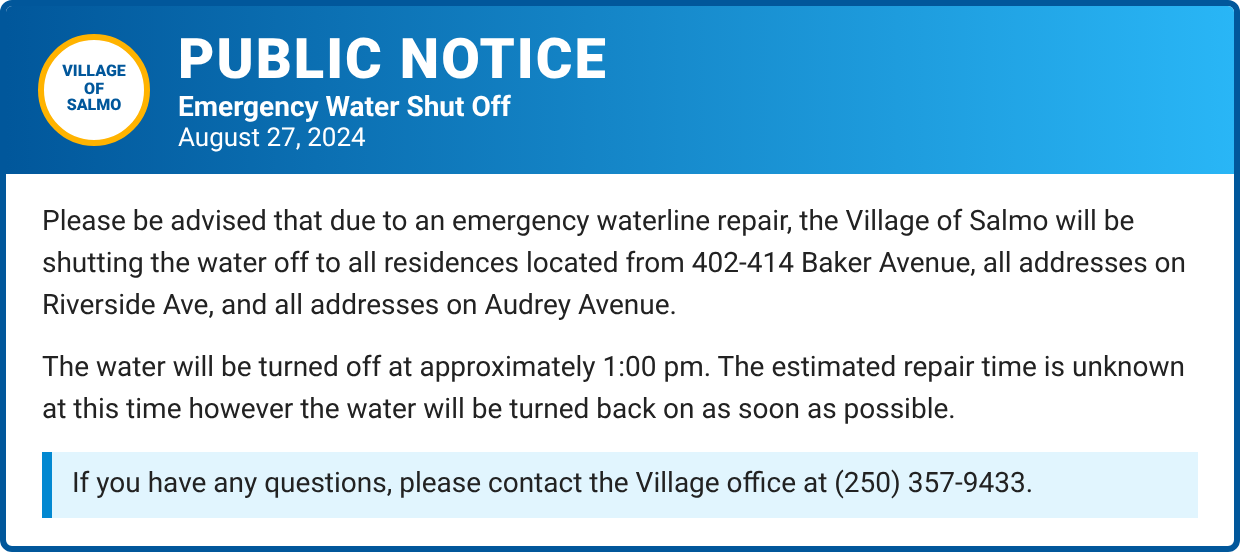 VILLAGE
OF
SALMO
PUBLIC NOTICE
Emergency Water Shut Off
August 27, 2024
Please be advised that due to an emergency waterline repair, the Village of Salmo will be
shutting the water off to all residences located from 402-414 Baker Avenue, all addresses on
Riverside Ave, and all addresses on Audrey Avenue.
The water will be turned off at approximately 1:00 pm. The estimated repair time is unknown
at this time however the water will be turned back on as soon as possible.
If you have any questions, please contact the Village office at (250) 357-9433.